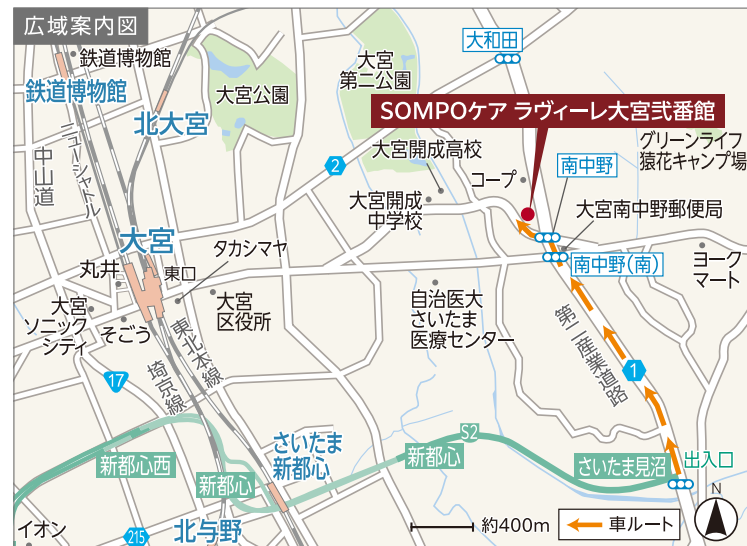 広域案内図
鉄道博物館
鉄道博物館
ニューシャトル
中山道
北大宮
大宮公園
大宮
第二公園
大和田
SOMPOケア ラヴィーレ大宮弐番館
グリーンライフ
猿花キャンプ場
大宮開成高校
2
コープ
南中野
大宮開成
中学校
大宮南中野郵便局
大宮
東口
タカシマヤ
丸井
南中野(南)
ヨーク
マート
大宮
ソニック
シティ
そごう
大宮
区役所
自治医大
さいたま
医療センター
第二産業道路
東北本線
埼京線
17
1
さいたま
新都心
S2
新都心西
新都心
新都心
さいたま見沼
出入口
イオン
215
北与野
約400m
車ルート
N